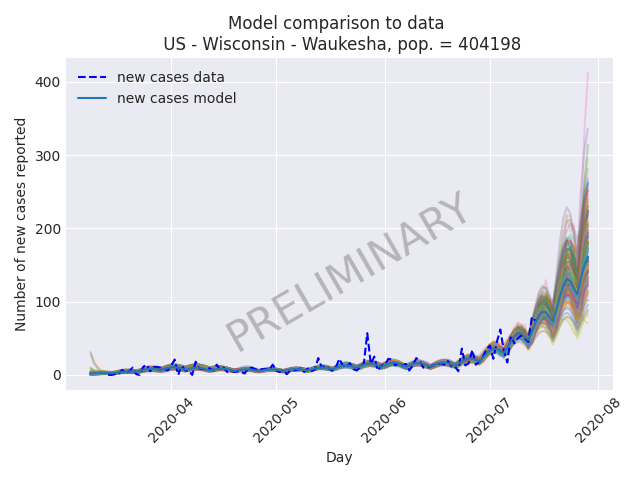 Model comparison to data
US - Wisconsin - Waukesha, pop. = 404198
new cases data
new cases model
Number of new cases reported
400
300
200
100
0
PRELIMINARY
2020-04
2020-05
2020-06
2020-07
2020-08
Day